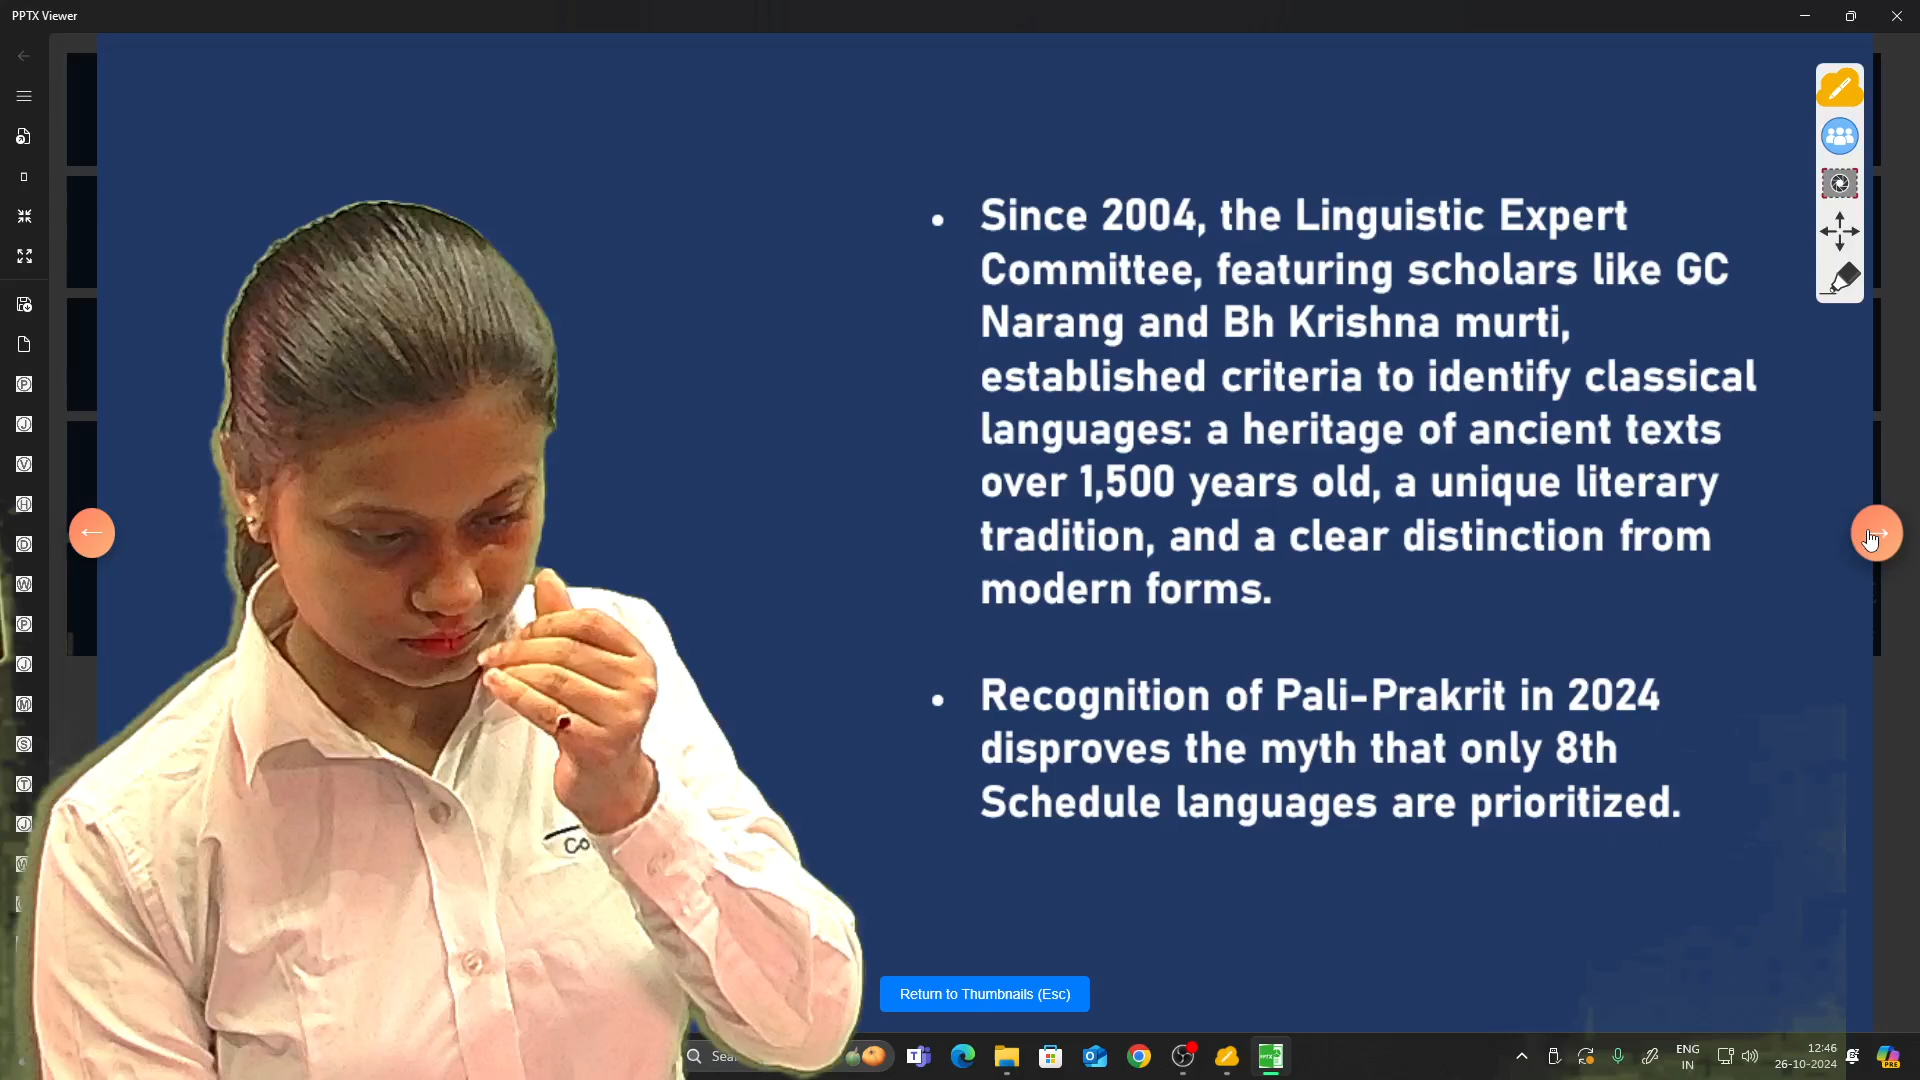 PPTX Viewer
Since 2004, the Linguistic Expert
Committee, featuring scholars like GC
Narang and Bh Krishna murti,
established criteria to identify classical
languages: a heritage of ancient texts
over 1,500 years old, a unique literary
tradition, and a clear distinction from
modern forms.
Recognition of Pali-Prakrit in 2024
disproves the myth that only 8th
Schedule languages are prioritized.
Return to Thumbnails (Esc)
ENG
IN
12:46
26-10-2024